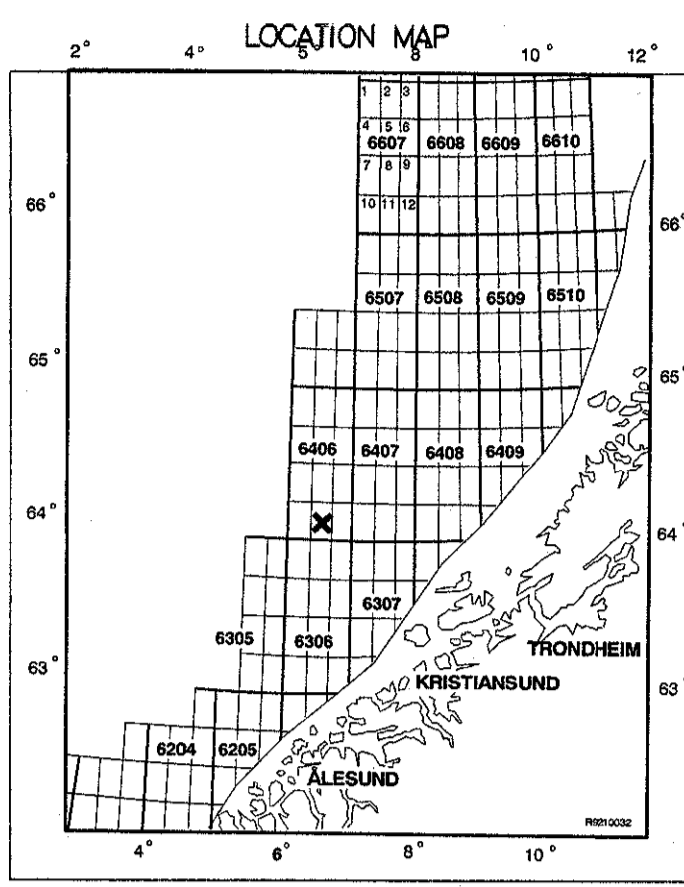 LOCATION MAP
2° 4° 6° 8° 10° 12°
1 2 3
4 5 6
6607 6608 6609 6610
7 8 9
66°
10 11 12
66°
6507 6508 6509 6510
65°
65°
6406 6407 6408 6409
64°
64°
6307
6305 6306
TRONDHEIM
63°
KRISTIANSUND
63°
6204 6205
ÅLESUND
R9210032
4° 6° 8° 10°